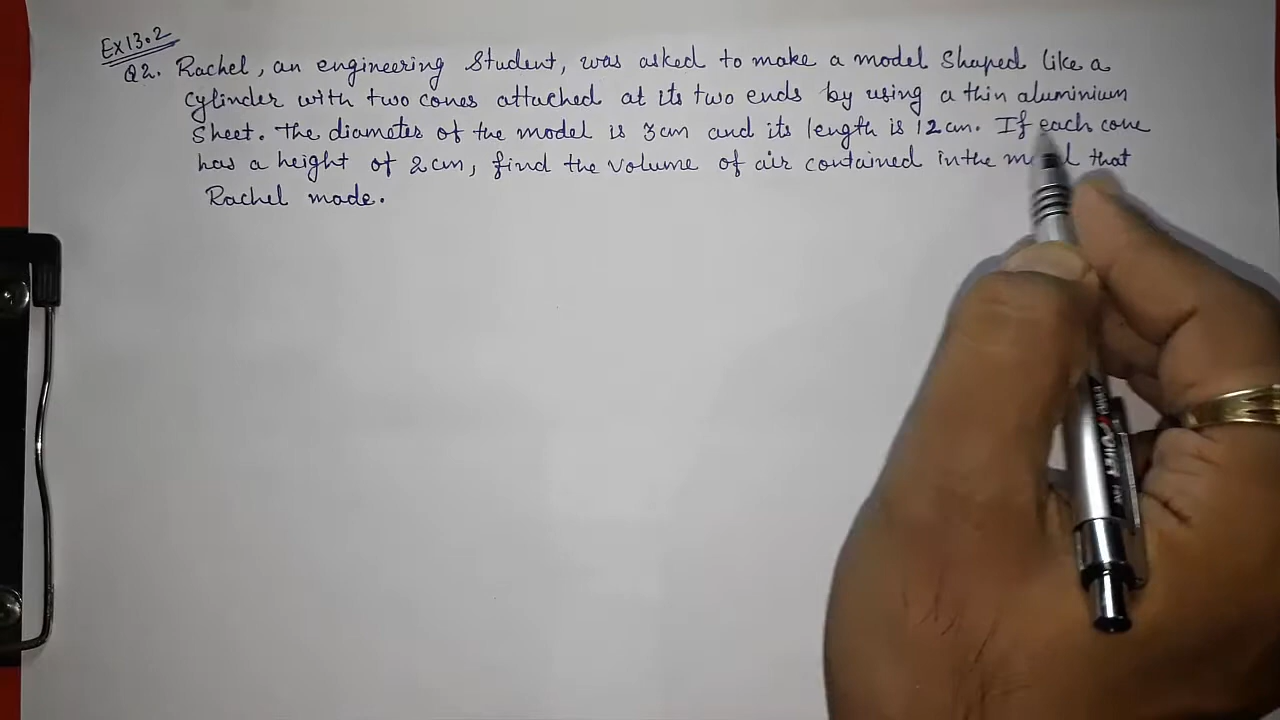 Ex13.2
Q2. Rachel, an engineering Student, was asked to make a model Shaped like a
Cylinder with two cones attached at its two ends by using a thin aluminium
Sheet. The diameter of the model is 3cm and its length is 12cm. If each cone
has a height of 2cm, find the volume of air contained in the that
Rachel made.